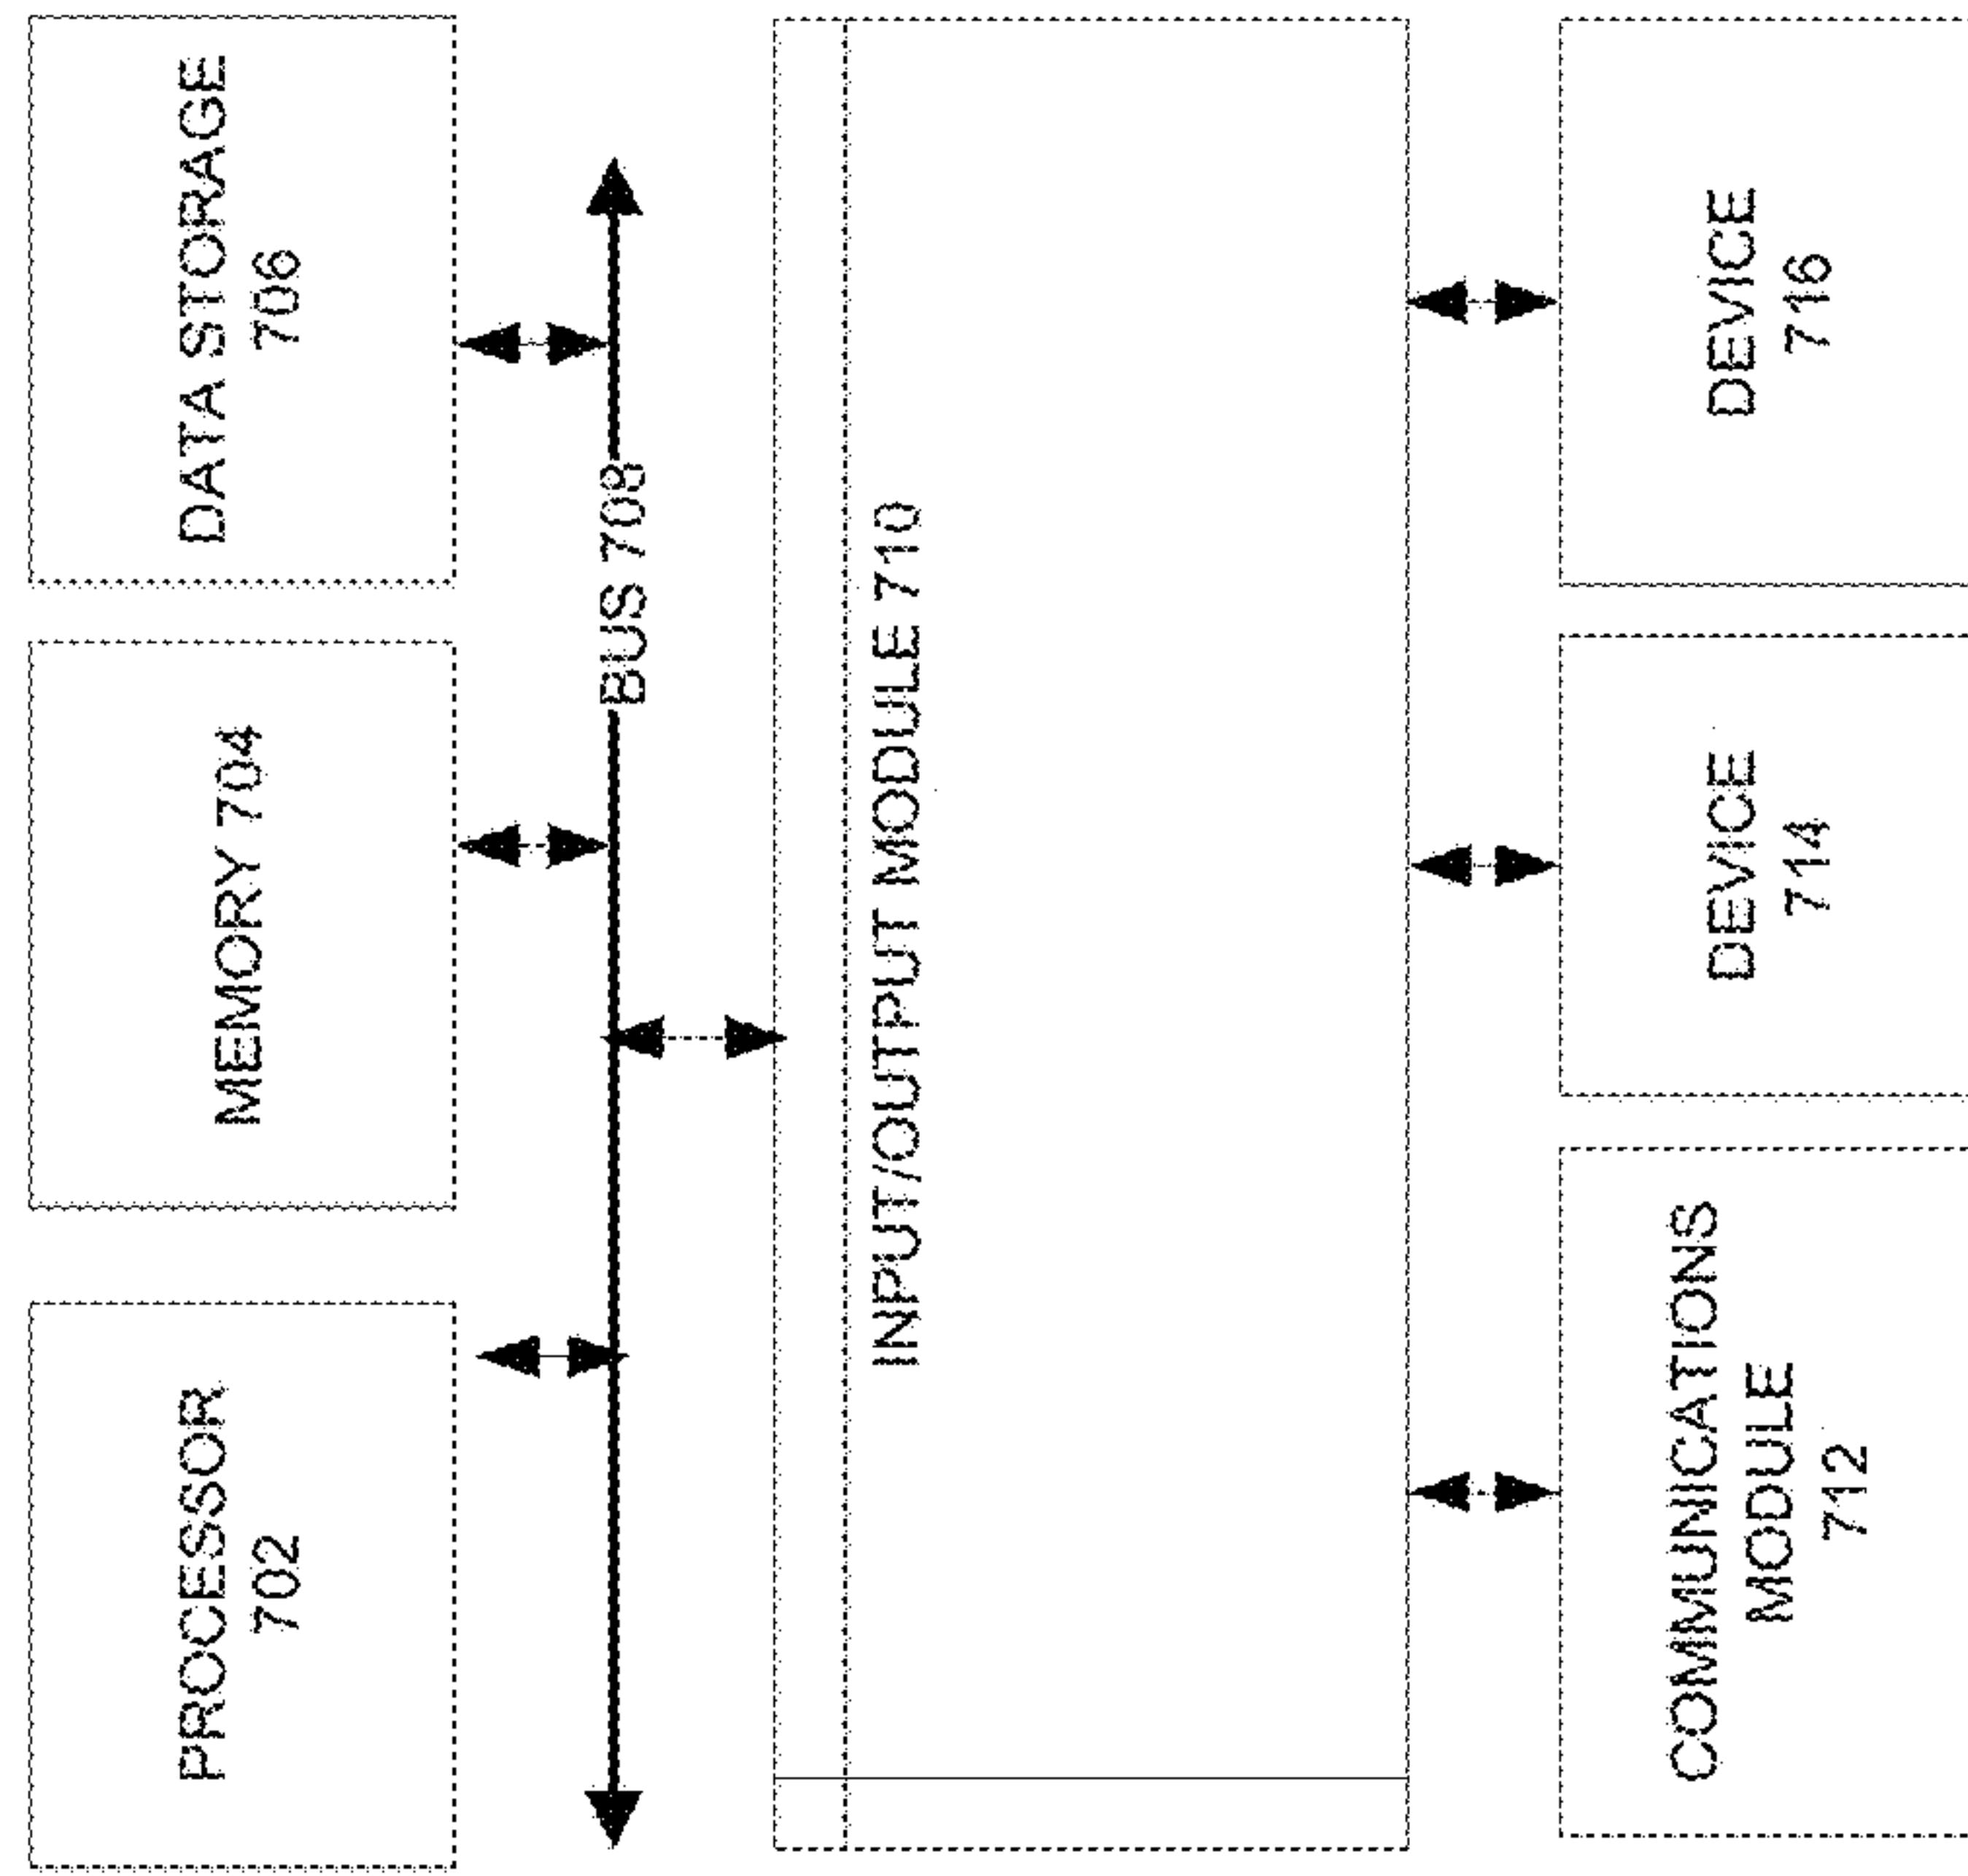 PROCESSOR
702
MEMORY 704
DATA STORAGE
706
BUS 708
INPUT/OUTPUT MODULE 710
COMMUNICATIONS
MODULE
712
DEVICE
714
DEVICE
716